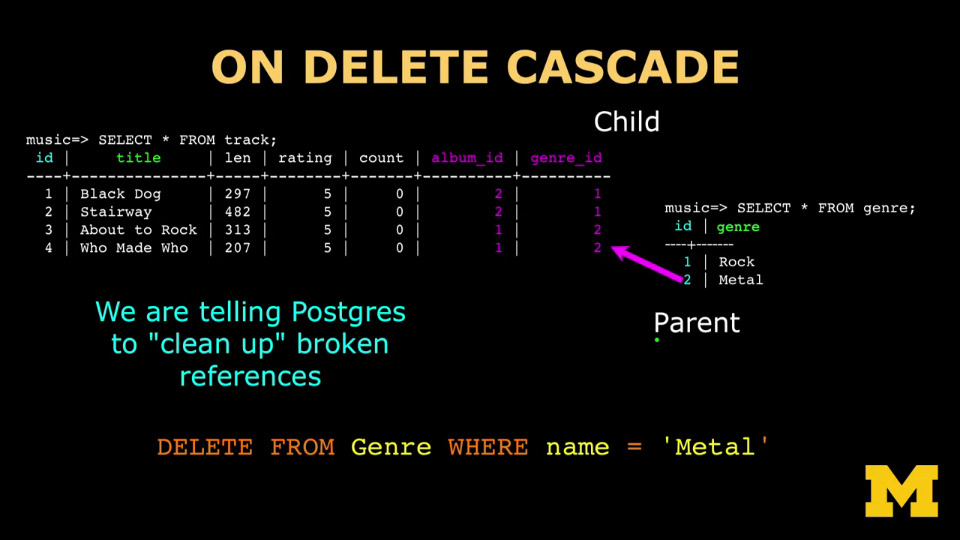 ON DELETE CASCADE
Child
music=> SELECT * FROM track;
 id |     title     | len | rating | count | album_id | genre_id
----+---------------+-----+--------+-------+----------+----------
  1 | Black Dog     | 297 |      5 |     0 |        2 |        1
  2 | Stairway      | 482 |      5 |     0 |        2 |        1
  3 | About to Rock | 313 |      5 |     0 |        1 |        2
  4 | Who Made Who  | 207 |      5 |     0 |        1 |        2
music=> SELECT * FROM genre;
 id | genre
----+-------
  1 | Rock
  2 | Metal
Parent
We are telling Postgres
to "clean up" broken
references
DELETE FROM Genre WHERE name = 'Metal'
M